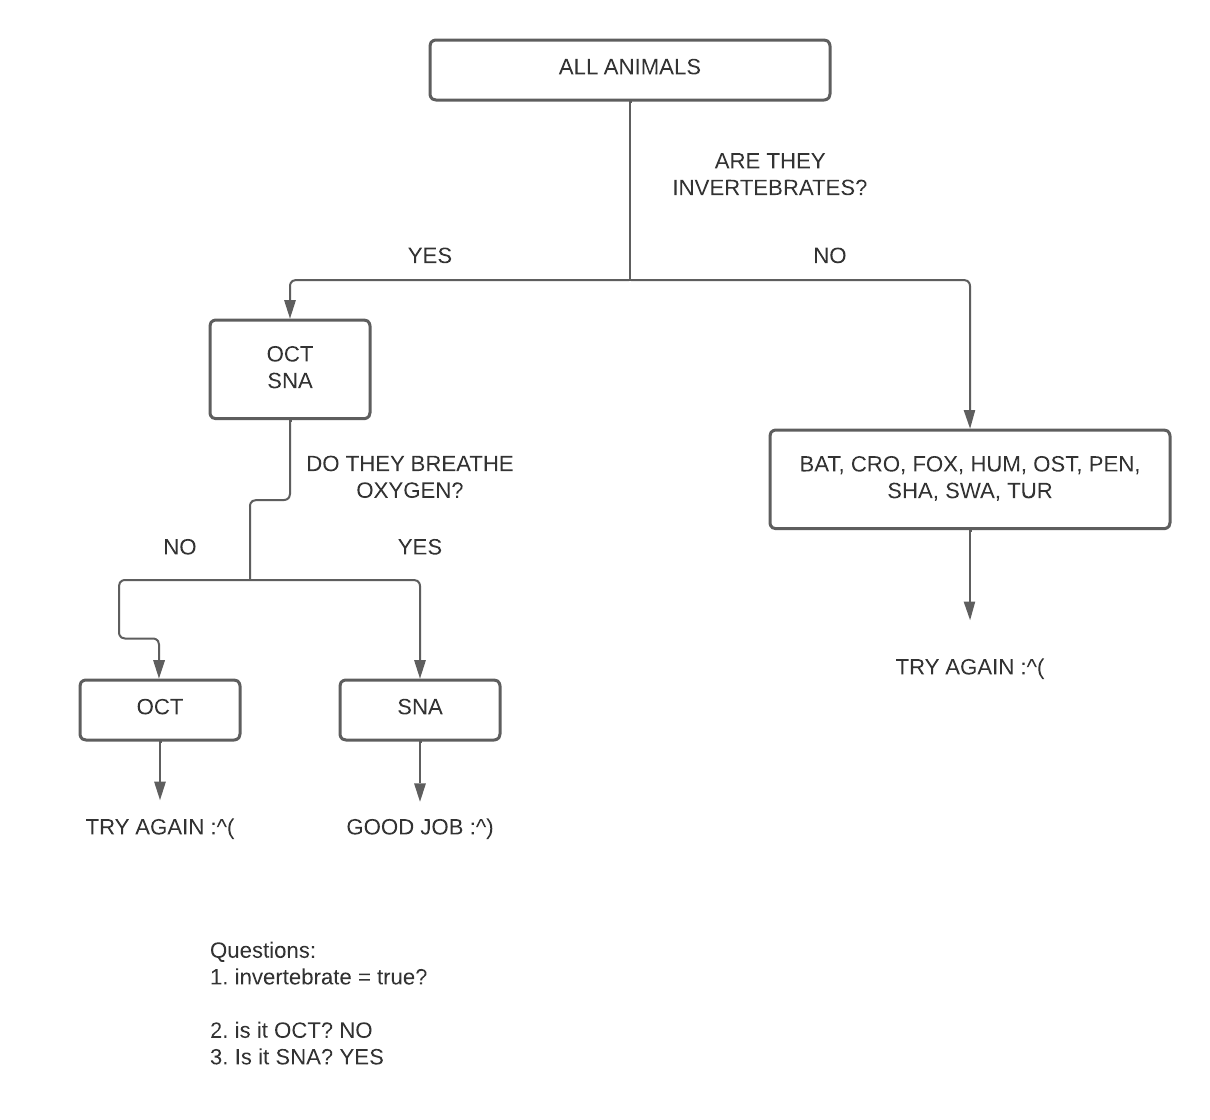 ALL ANIMALS
ARE THEY
INVERTEBRATES?
YES
NO
OCT
SNA
DO THEY BREATHE
OXYGEN?
BAT, CRO, FOX, HUM, OST, PEN,
SHA, SWA, TUR
NO
YES
TRY AGAIN :^(
OCT
SNA
TRY AGAIN :^(
GOOD JOB :^)
Questions:
1. invertebrate = true?
2. is it OCT? NO
3. Is it SNA? YES